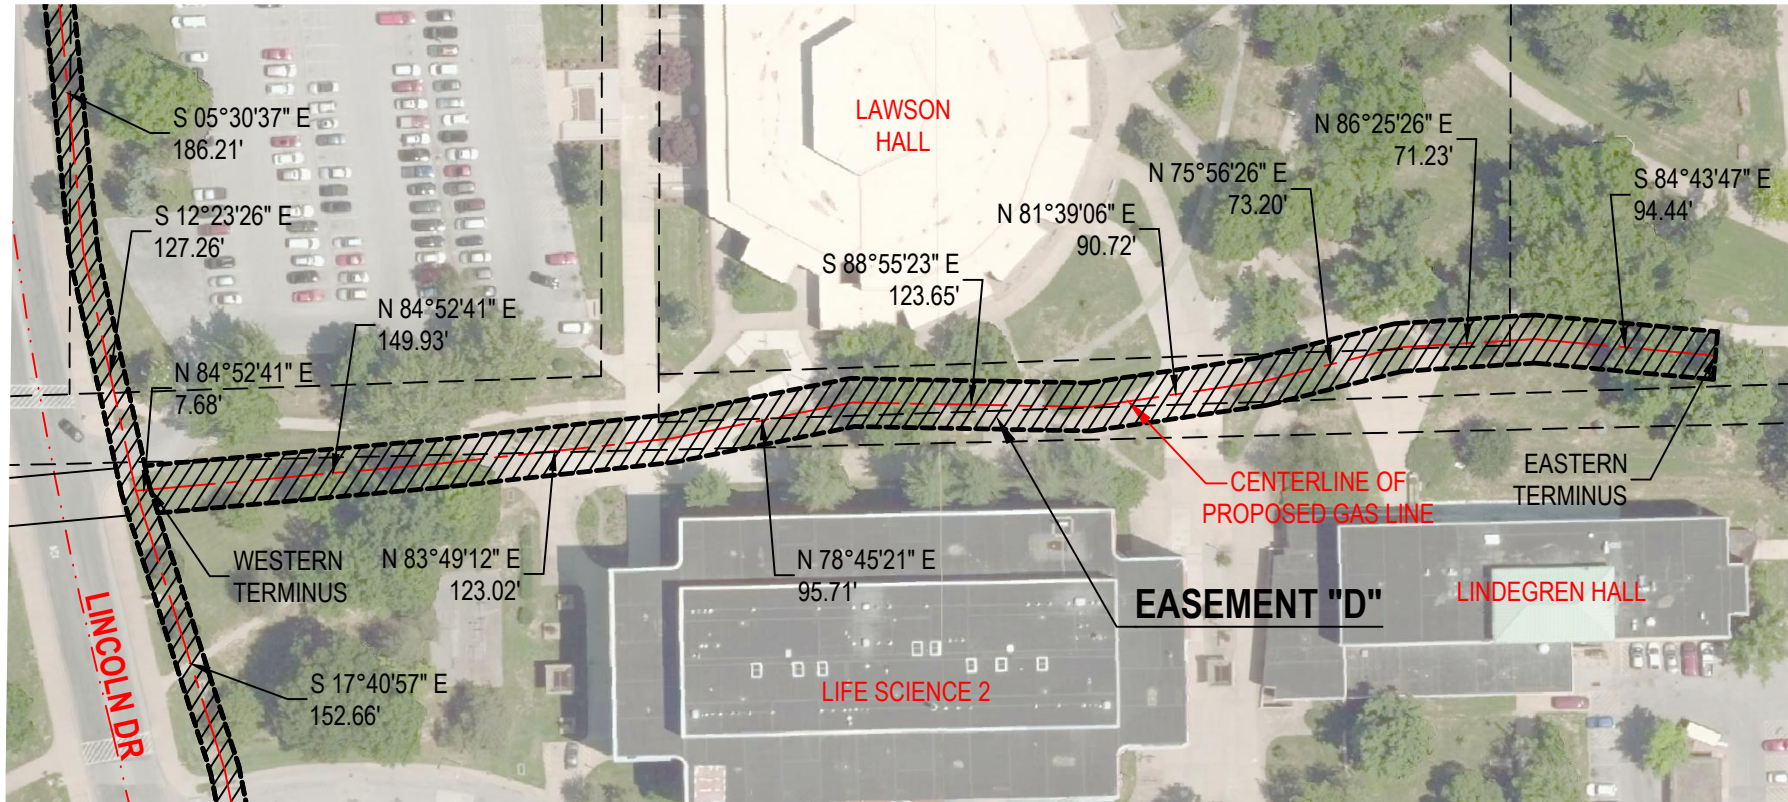 S 05°30'37" E
186.21'
S 12°23'26" E
127.26'
N 84°52'41" E
149.93'
N 84°52'41" E
7.68'
WESTERN
TERMINUS
N 83°49'12" E
123.02'
S 17°40'57" E
152.66'
LINCOLN DR
LAWSON
HALL
S 88°55'23" E
123.65'
N 81°39'06" E
90.72'
N 75°56'26" E
73.20'
N 86°25'26" E
71.23'
S 84°43'47" E
94.44'
CENTERLINE OF
PROPOSED GAS LINE
EASTERN
TERMINUS
N 78°45'21" E
95.71'
EASEMENT "D"
LIFE SCIENCE 2
LINDEGREN HALL